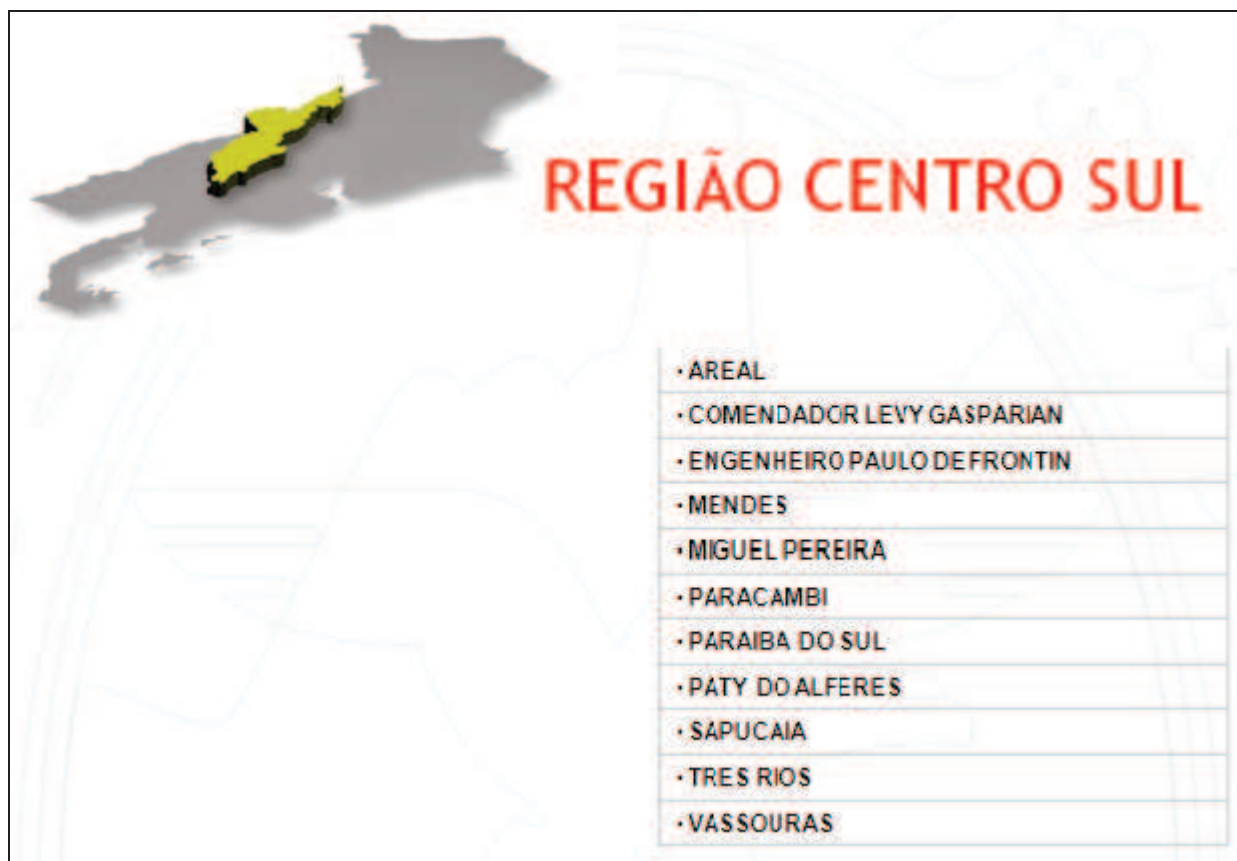 REGIÃO CENTRO SUL
• AREAL
• COMENDADOR LEVY GASPARIAN
• ENGENHEIRO PAULO DE FRONTIN
• MENDES
• MIGUEL PEREIRA
• PARACAMBI
• PARAIBA DO SUL
• PATY DO ALFERES
• SAPUCAIA
• TRES RIOS
• VASSOURAS